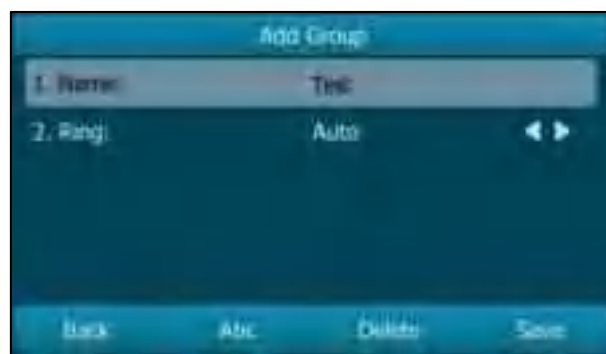 Add Group
1. Name: Test
2. Ring: Auto
Back Abc Delete Save